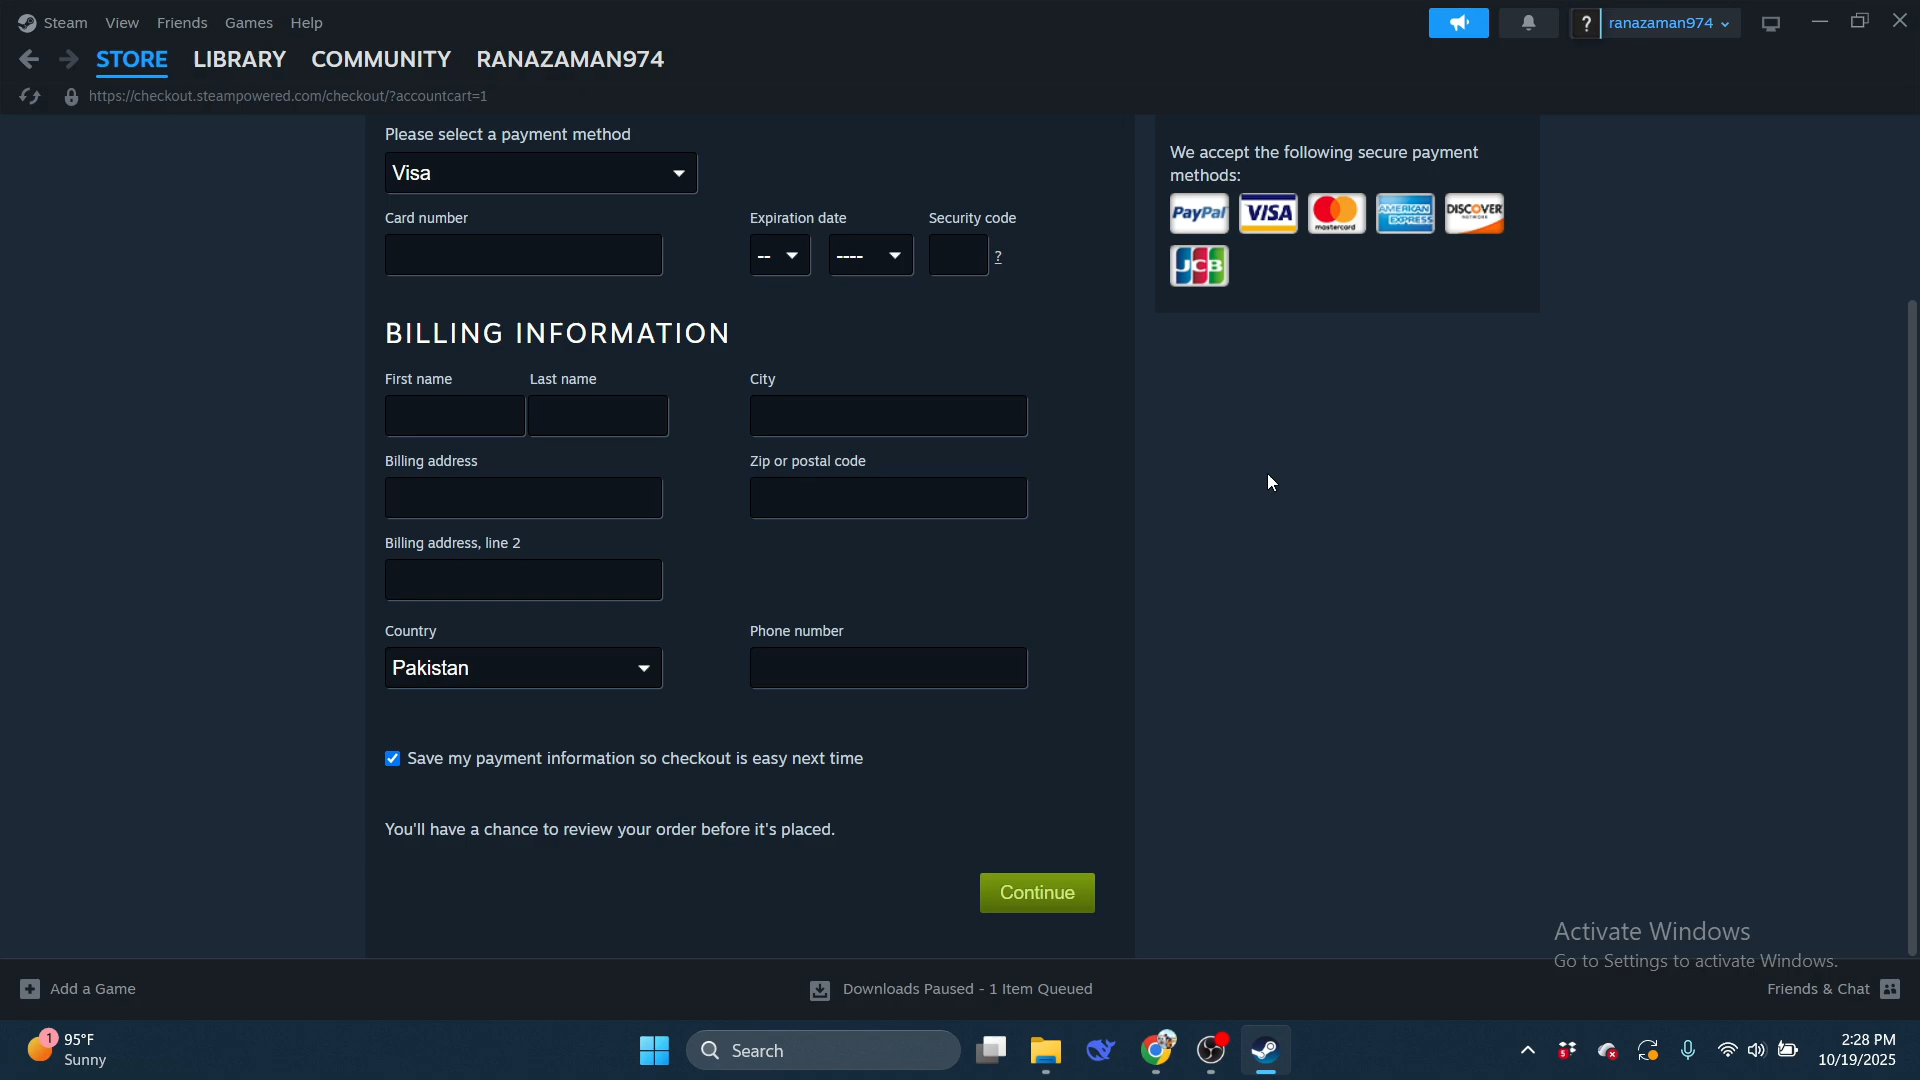 Steam View Friends Games Help
? ranazaman974
STORE LIBRARY COMMUNITY RANAZAMAN974
https://checkout.steampowered.com/checkout/?accountcart=1
Please select a payment method
Visa
Card number Expiration date Security code
-- ---- ?
BILLING INFORMATION
First name Last name City
Billing address Zip or postal code
Billing address, line 2
Country Phone number
Pakistan
Save my payment information so checkout is easy next time
You'll have a chance to review your order before it's placed.
Continue
We accept the following secure payment
methods:
PayPal VISA mastercard AMERICAN EXPRESS DISCOVER NETWORK
JCB
Activate Windows
Go to Settings to activate Windows.
Add a Game Downloads Paused - 1 Item Queued Friends & Chat
1 95°F
Sunny
Search
5
2:28 PM
10/19/2025